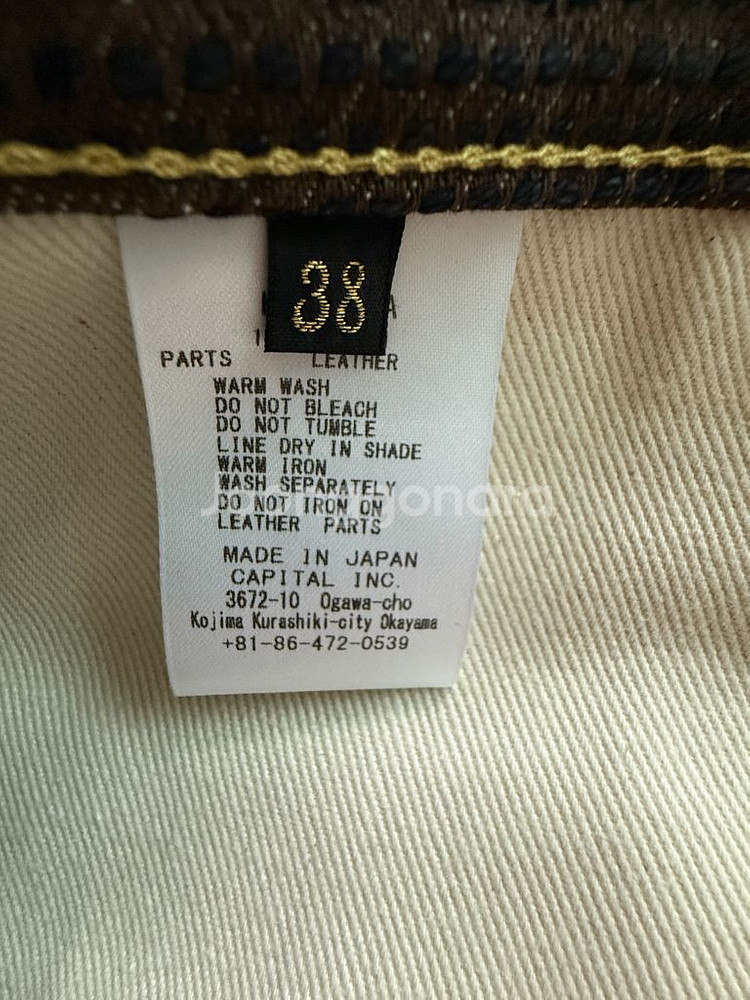 38
PARTS LEATHER
WARM WASH
DO NOT BLEACH
DO NOT TUMBLE
LINE DRY IN SHADE
WARM IRON
WASH SEPARATELY
DO NOT IRON ON
LEATHER PARTS
MADE IN JAPAN
CAPITAL INC.
3672-10 Ogawa-cho
Kojima Kurashiki-city Okayama
+81-86-472-0539